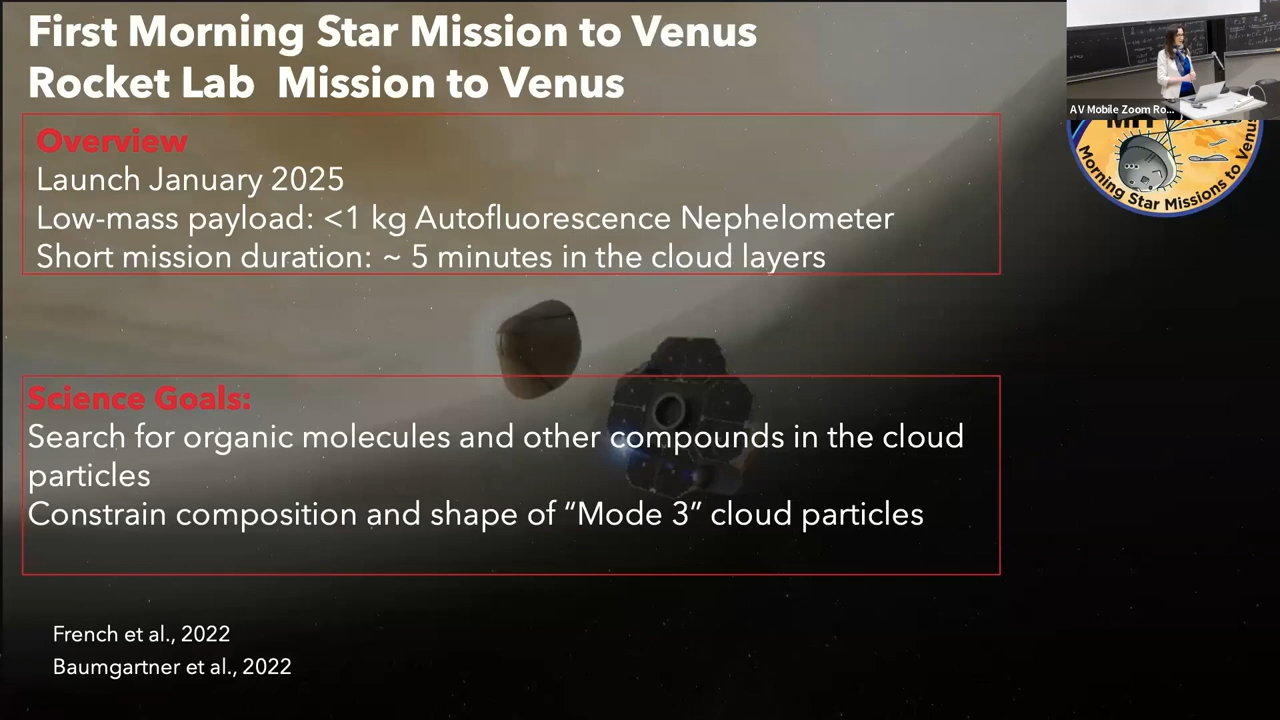 First Morning Star Mission to Venus
Rocket Lab  Mission to Venus
Overview
Launch January 2025
Low-mass payload: <1 kg Autofluorescence Nephelometer
Short mission duration: ~ 5 minutes in the cloud layers
Science Goals:
Search for organic molecules and other compounds in the cloud
particles
Constrain composition and shape of “Mode 3” cloud particles
French et al., 2022
Baumgartner et al., 2022
AV Mobile Zoom Ro...
Morning Star Missions to Venus